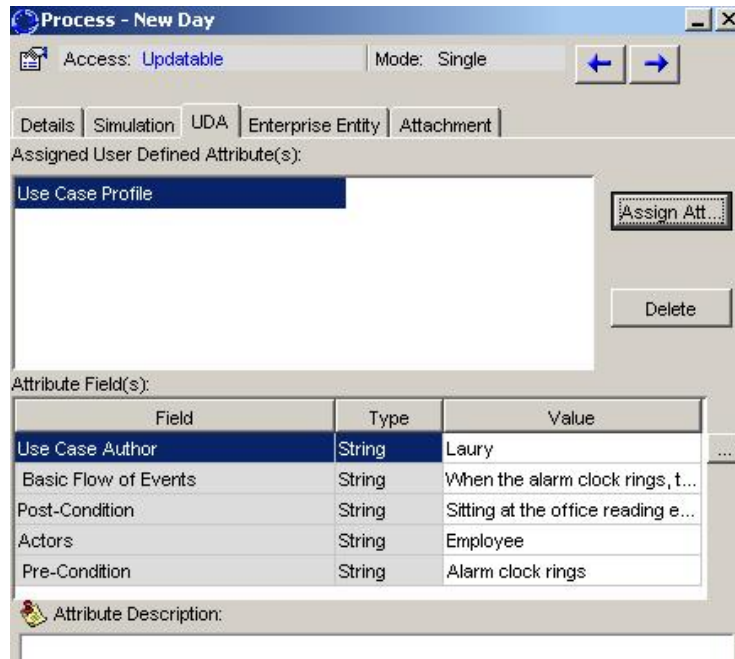 Process - New Day
Access: Updatable Mode: Single
Details Simulation UDA Enterprise Entity Attachment
Assigned User Defined Attribute(s):
Use Case Profile
Assign Att...
Delete
Attribute Field(s):
Field Type Value
Use Case Author String Laury ...
Basic Flow of Events String When the alarm clock rings, t...
Post-Condition String Sitting at the office reading e...
Actors String Employee
Pre-Condition String Alarm clock rings
Attribute Description: